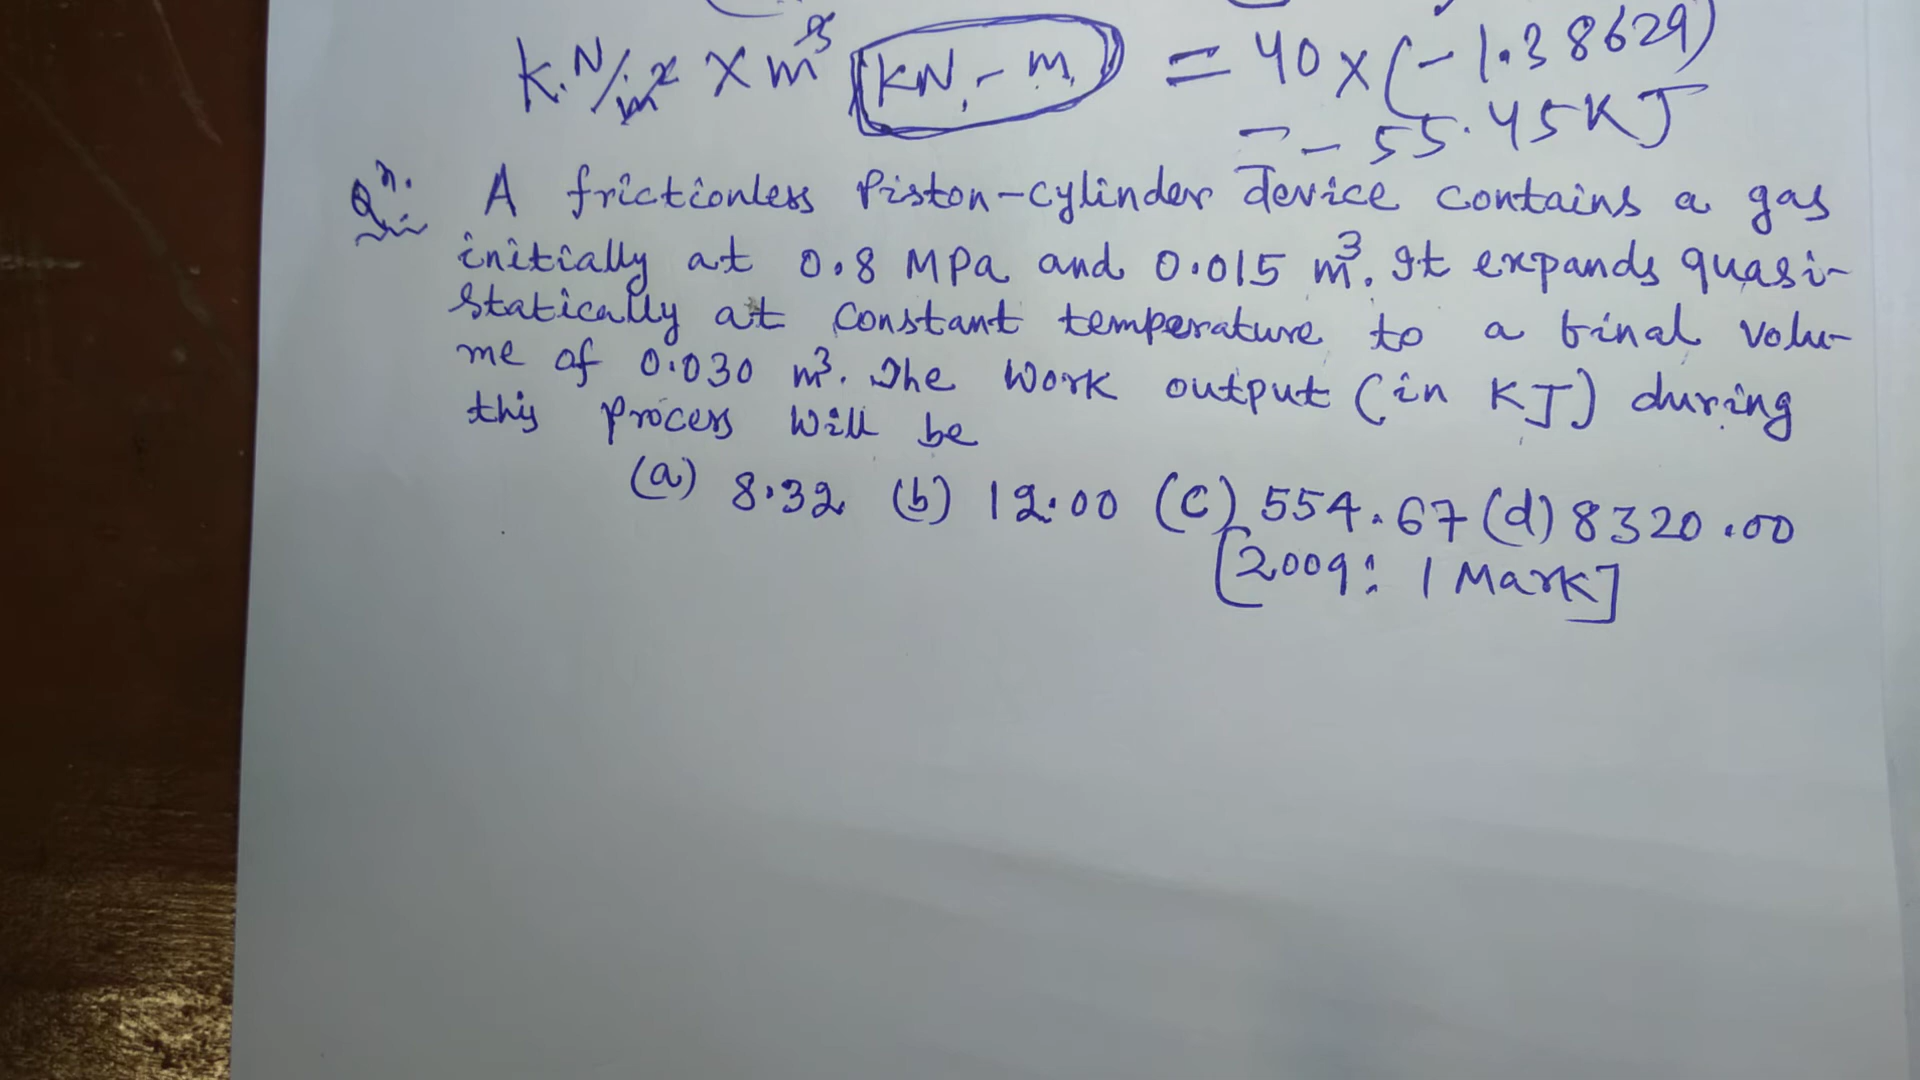 K.N/m² × m³ KN-m = 40×(-1.38629)
= -55.45KJ
Qn. A frictionless Piston-cylinder Device contains a gas
initially at 0.8 MPa and 0.015 m³. It expands quasi-
statically at constant temperature to a final volu-
me of 0.030 m³. The work output (in KJ) during
this process will be
(a) 8.32 (b) 12.00 (c) 554.67 (d) 8320.00
[2009: 1 Mark]